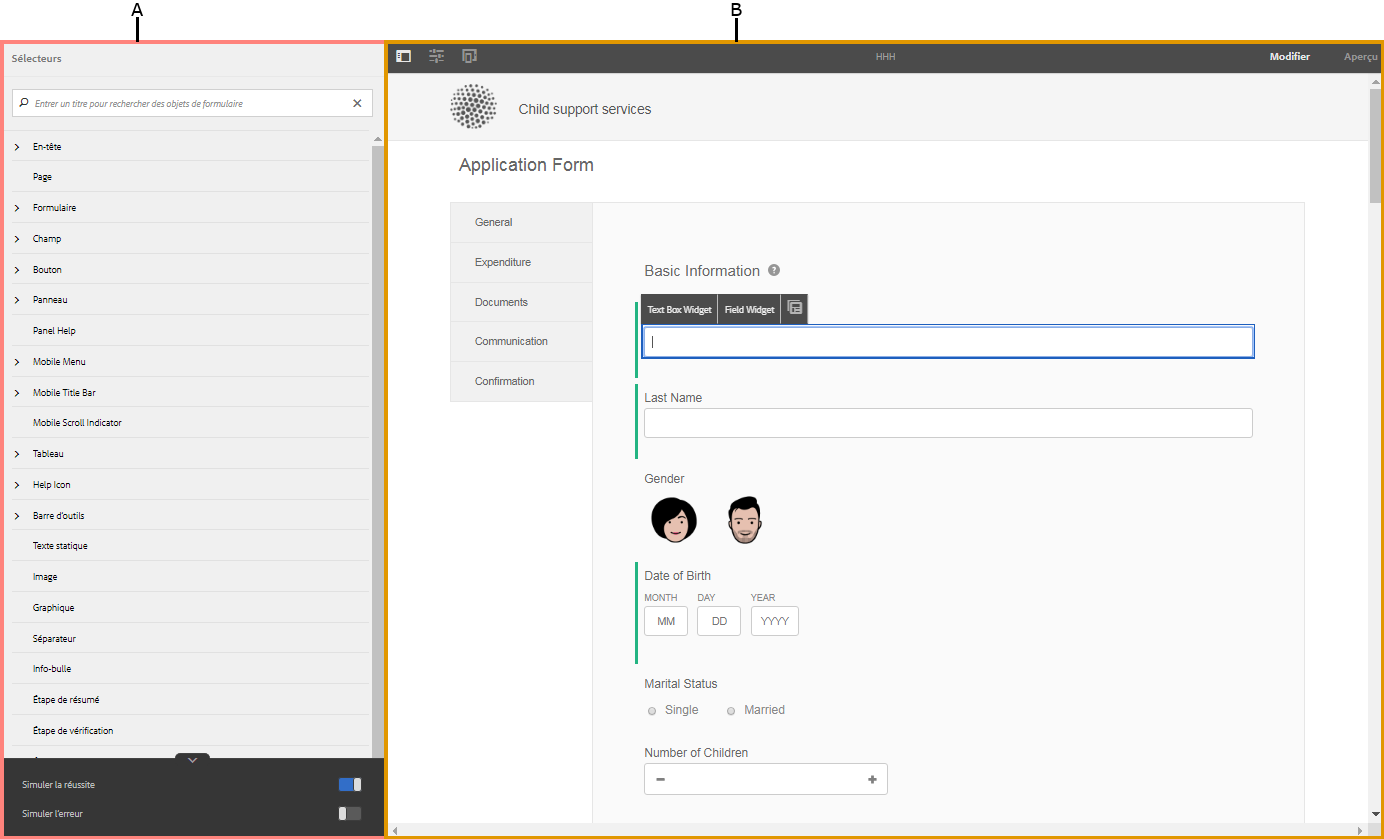 A
B
Sélecteurs
Entrer un titre pour rechercher des objets de formulaire
En-tête
Page
Formulaire
Champ
Bouton
Panneau
Panel Help
Mobile Menu
Mobile Title Bar
Mobile Scroll Indicator
Tableau
Help Icon
Barre d'outils
Texte statique
Image
Graphique
Séparateur
Info-bulle
Étape de résumé
Étape de vérification
Simuler la réussite
Simuler l'erreur
HHH
Modifier
Aperçu
Child support services
Application Form
General
Expenditure
Documents
Communication
Confirmation
Basic Information ?
Text Box Widget Field Widget
Last Name
Gender
Date of Birth
MONTH DAY YEAR
MM DD YYYY
Marital Status
Single Married
Number of Children